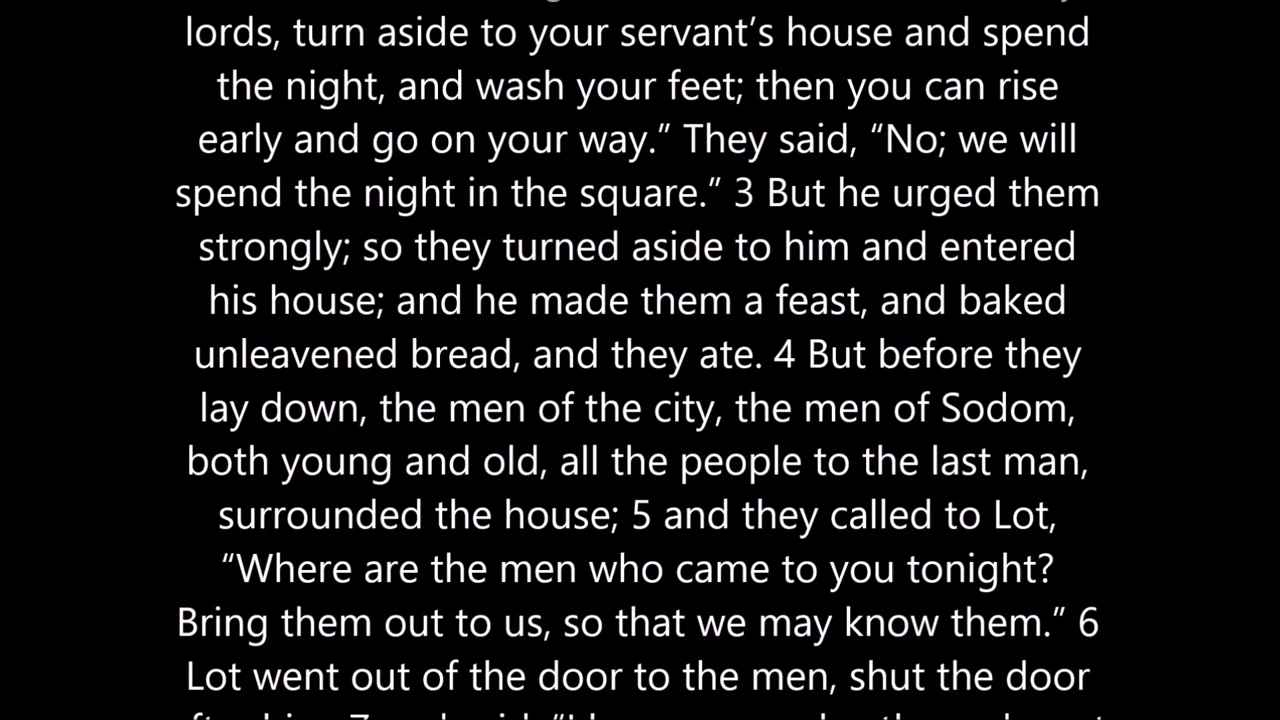 lords, turn aside to your servant’s house and spend
the night, and wash your feet; then you can rise
early and go on your way.” They said, “No; we will
spend the night in the square.” 3 But he urged them
strongly; so they turned aside to him and entered
his house; and he made them a feast, and baked
unleavened bread, and they ate. 4 But before they
lay down, the men of the city, the men of Sodom,
both young and old, all the people to the last man,
surrounded the house; 5 and they called to Lot,
“Where are the men who came to you tonight?
Bring them out to us, so that we may know them.” 6
Lot went out of the door to the men, shut the door